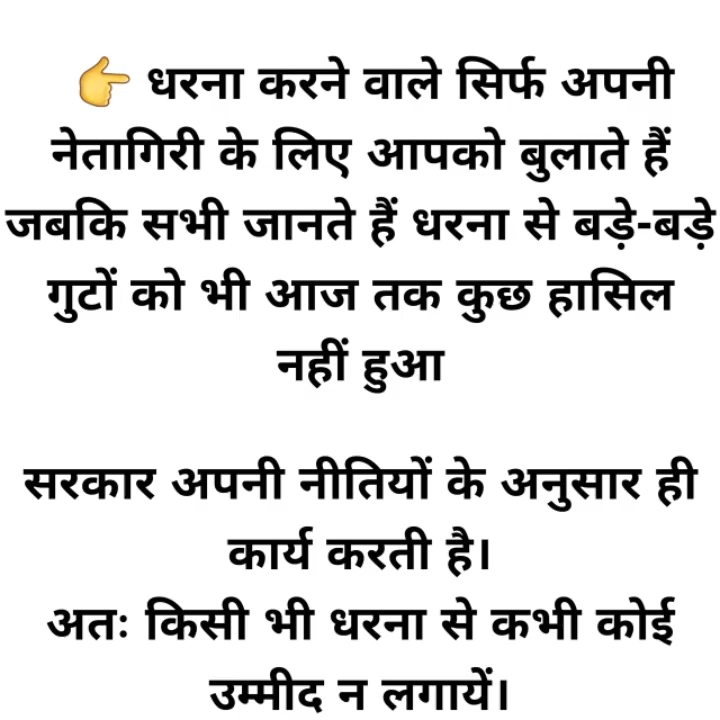 👉 धरना करने वाले सिर्फ अपनी
नेतागिरी के लिए आपको बुलाते हैं
जबकि सभी जानते हैं धरना से बड़े-बड़े
गुटों को भी आज तक कुछ हासिल
नहीं हुआ
सरकार अपनी नीतियों के अनुसार ही
कार्य करती है।
अतः किसी भी धरना से कभी कोई
उम्मीद न लगायें।